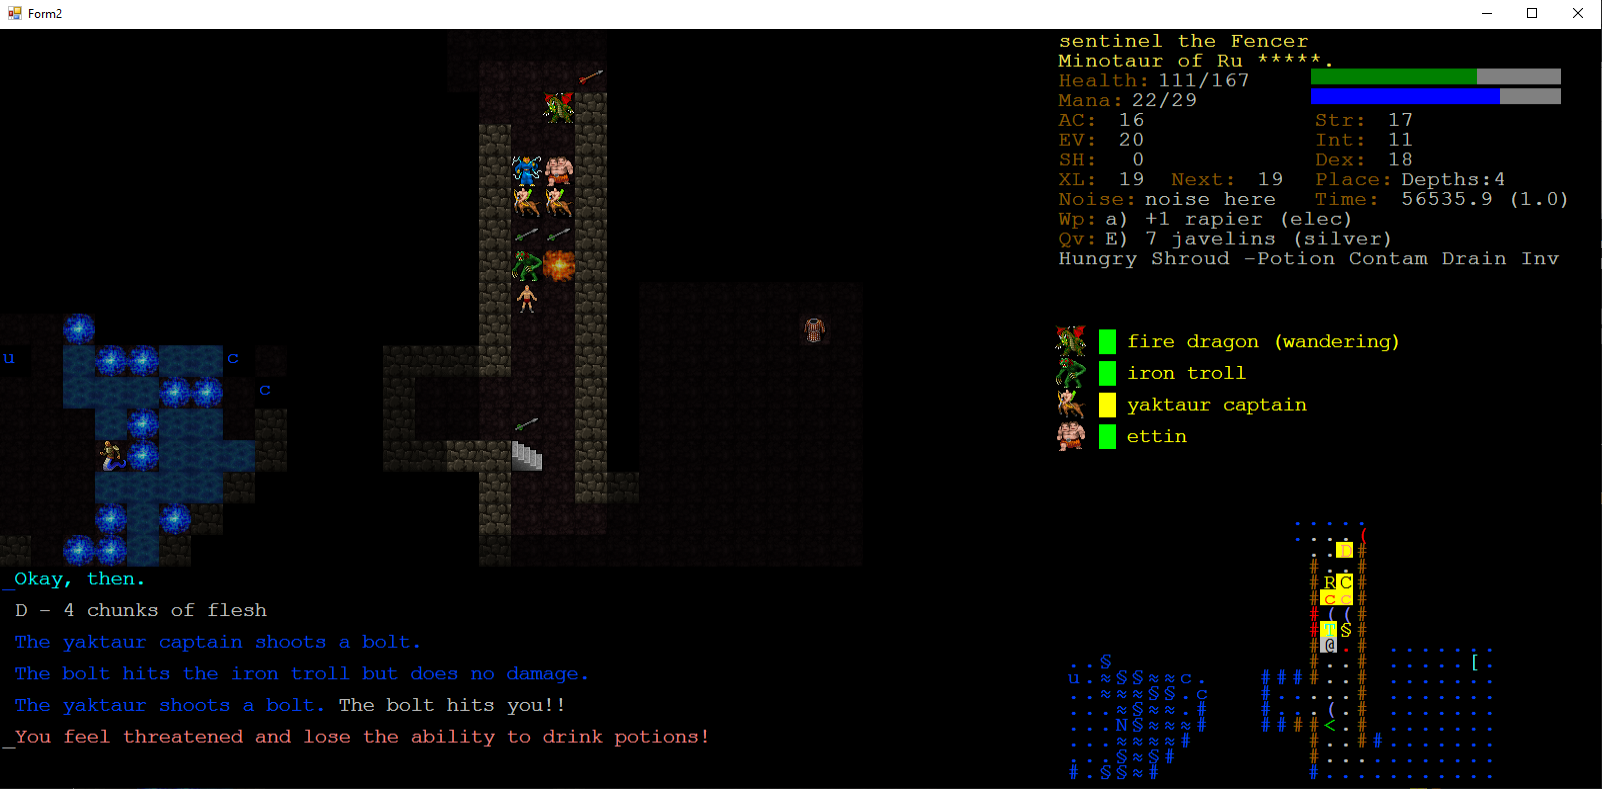 Form2
sentinel the Fencer
Minotaur of Ru *****.
Health: 111/167
Mana: 22/29
AC: 16 Str: 17
EV: 20 Int: 11
SH: 0 Dex: 18
XL: 19 Next: 19 Place: Depths:4
Noise: noise here Time: 56535.9 (1.0)
Wp: a) +1 rapier (elec)
Qv: E) 7 javelins (silver)
Hungry Shroud -Potion Contam Drain Inv
fire dragon (wandering)
iron troll
yaktaur captain
ettin
u c
c
_Okay, then.
D - 4 chunks of flesh
The yaktaur captain shoots a bolt.
The bolt hits the iron troll but does no damage.
The yaktaur shoots a bolt. The bolt hits you!!
_You feel threatened and lose the ability to drink potions!